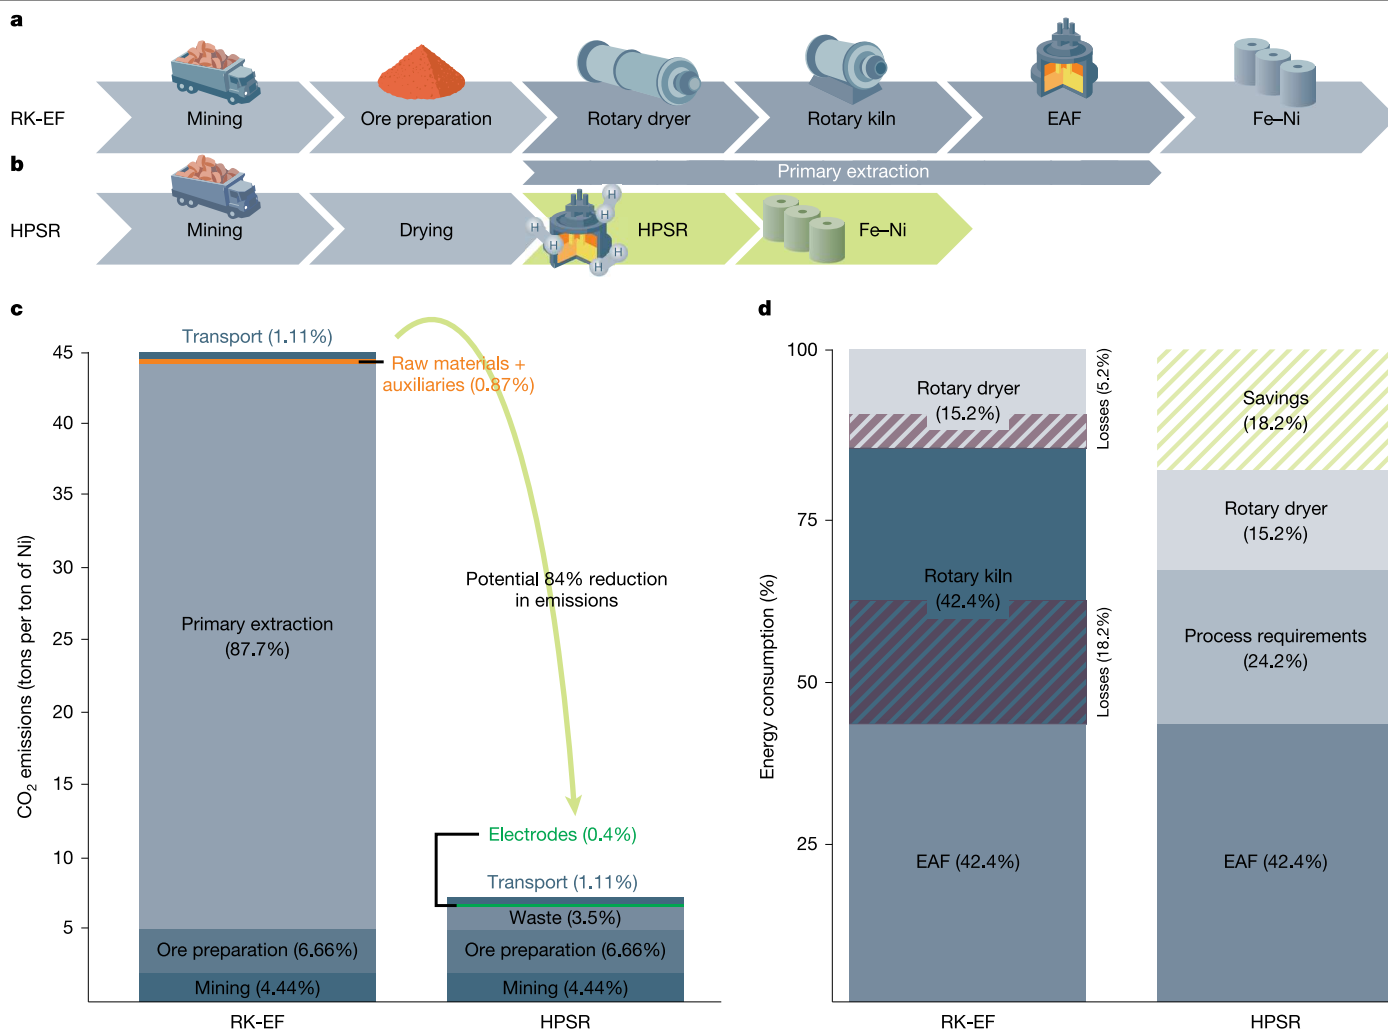 a
RK-EF
Mining
Ore preparation
Rotary dryer
Rotary kiln
EAF
Fe–Ni
b
Primary extraction
HPSR
Mining
Drying
H
H
H
H
H
H
HPSR
Fe–Ni
c
CO2 emissions (tons per ton of Ni)
45
40
35
30
25
20
15
10
5
Transport (1.11%)
Raw materials +
auxiliaries (0.87%)
Primary extraction
(87.7%)
Ore preparation (6.66%)
Mining (4.44%)
Potential 84% reduction
in emissions
Electrodes (0.4%)
Transport (1.11%)
Waste (3.5%)
Ore preparation (6.66%)
Mining (4.44%)
RK-EF
HPSR
d
Energy consumption (%)
100
75
50
25
Rotary dryer
(15.2%)
Losses (5.2%)
Rotary kiln
(42.4%)
Losses (18.2%)
EAF (42.4%)
Savings
(18.2%)
Rotary dryer
(15.2%)
Process requirements
(24.2%)
EAF (42.4%)
RK-EF
HPSR